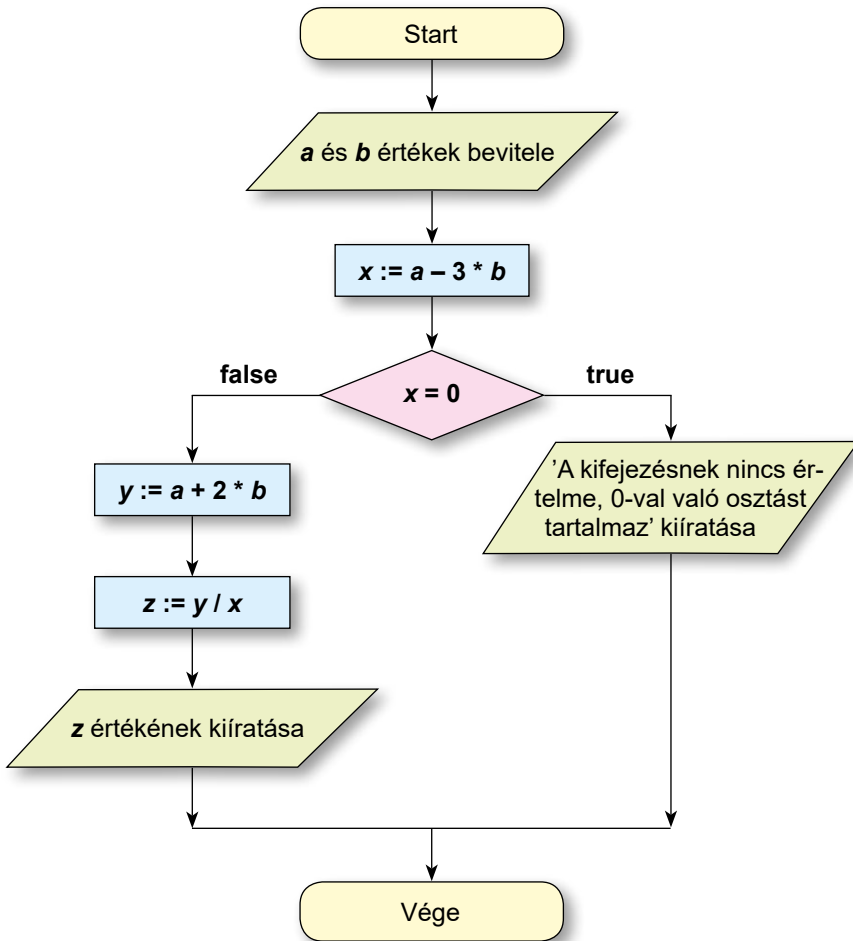 Start
a és b értékek bevitele
x := a – 3 * b
false
true
x = 0
y := a + 2 * b
'A kifejezésnek nincs ér-
telme, 0-val való osztást
tartalmaz' kiíratása
z := y / x
z értékének kiíratása
Vége